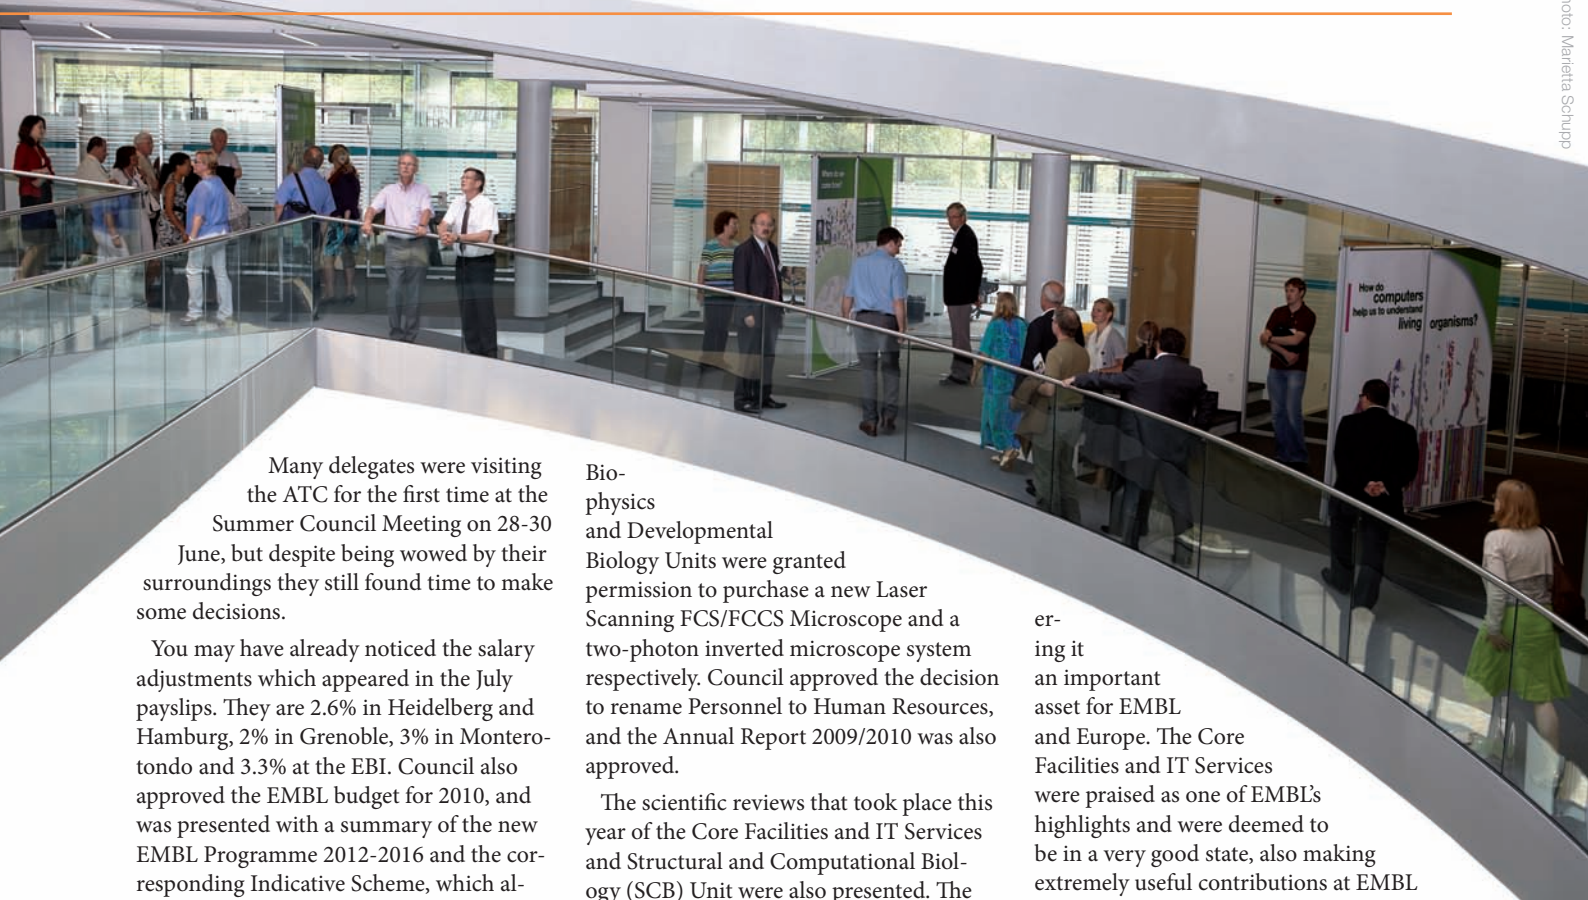 Photo: Marietta Schupp
Where do we
come from?
How do
computers
help us to understand
living organisms?
Many delegates were visiting
the ATC for the first time at the
Summer Council Meeting on 28-30
June, but despite being wowed by their
surroundings they still found time to make
some decisions.
You may have already noticed the salary
adjustments which appeared in the July
payslips. They are 2.6% in Heidelberg and
Hamburg, 2% in Grenoble, 3% in Montero-
tondo and 3.3% at the EBI. Council also
approved the EMBL budget for 2010, and
was presented with a summary of the new
EMBL Programme 2012-2016 and the cor-
responding Indicative Scheme, which al-
Bio-
physics
and Developmental
Biology Units were granted
permission to purchase a new Laser
Scanning FCS/FCCS Microscope and a
two-photon inverted microscope system
respectively. Council approved the decision
to rename Personnel to Human Resources,
and the Annual Report 2009/2010 was also
approved.
The scientific reviews that took place this
year of the Core Facilities and IT Services
and Structural and Computational Biol-
ogy (SCB) Unit were also presented. The
er-
ing it
an important
asset for EMBL
and Europe. The Core
Facilities and IT Services
were praised as one of EMBL's
highlights and were deemed to
be in a very good state, also making
extremely useful contributions at EMBL